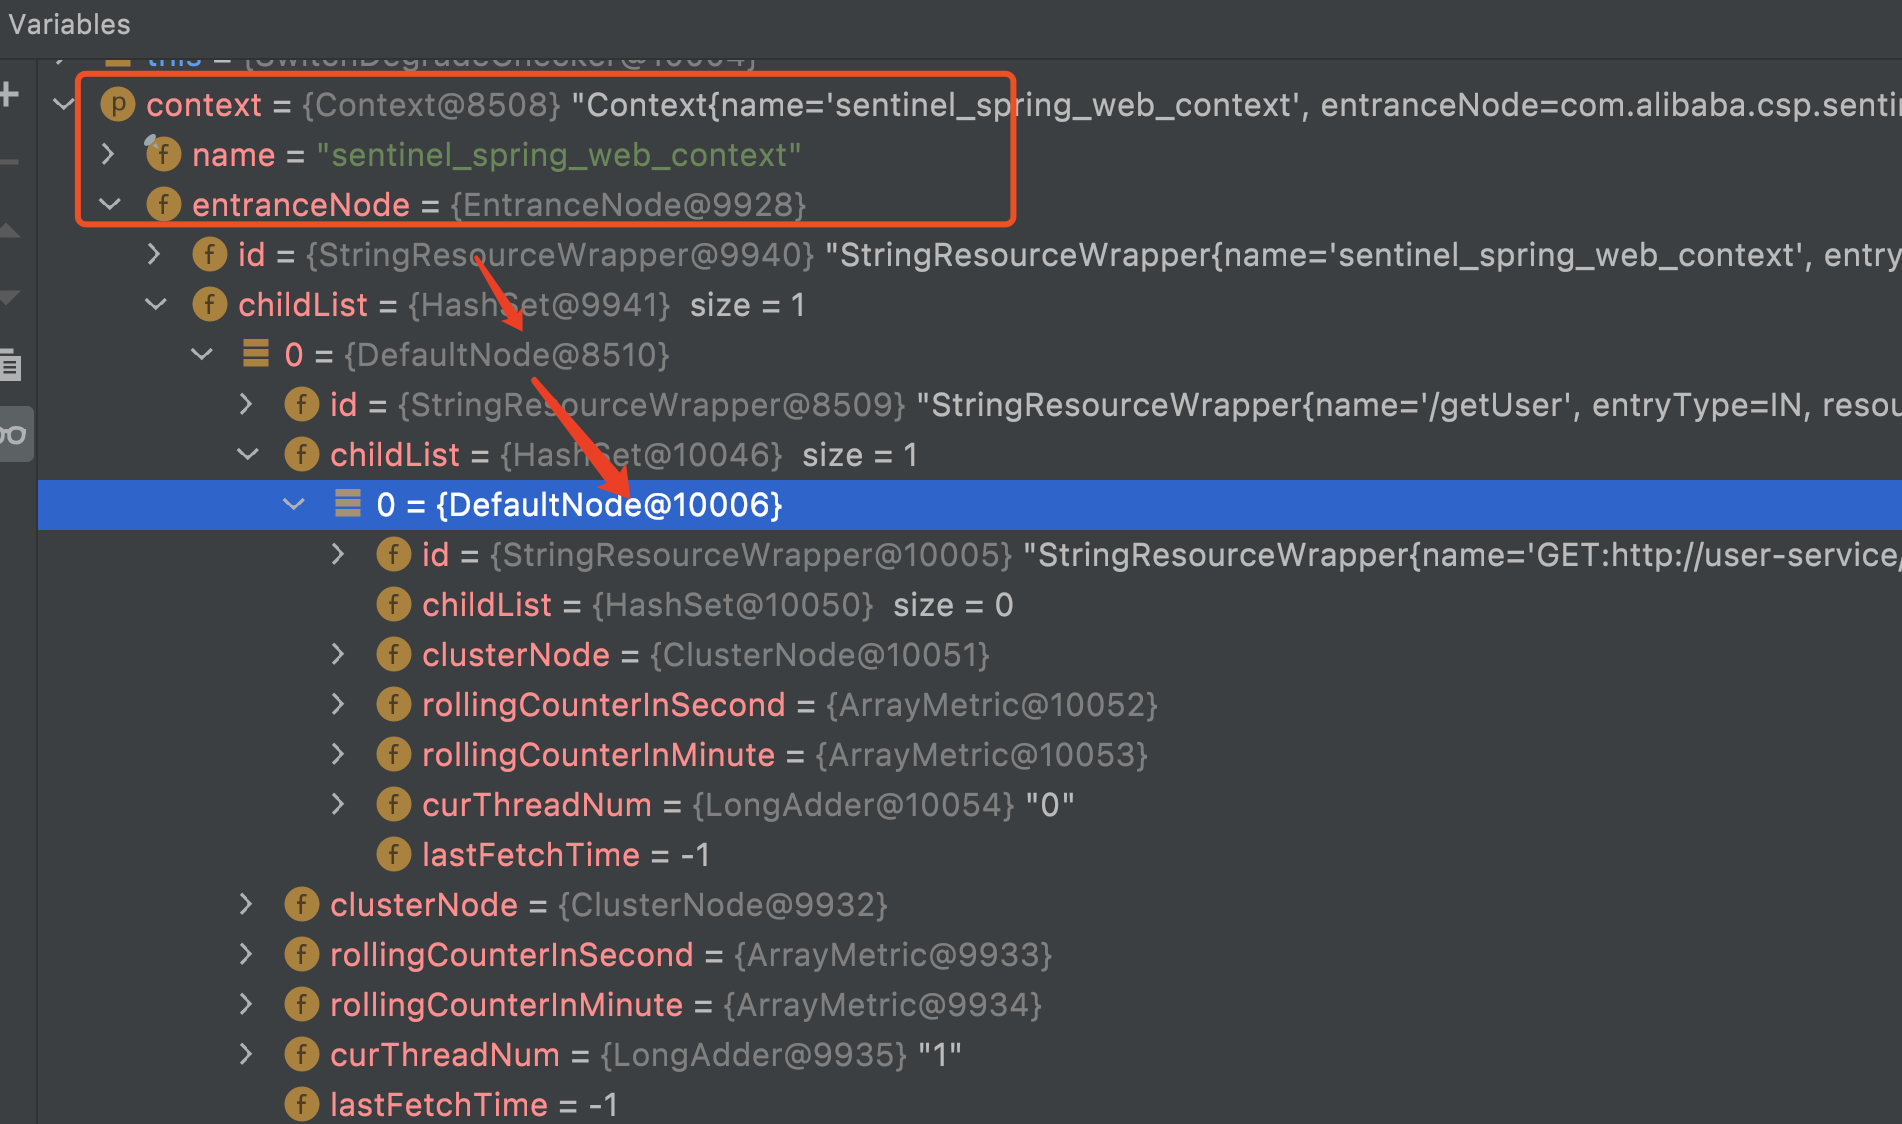 Variables
this = {SwitchDegradeChecker@10004}
p context = {Context@8508} "Context{name='sentinel_spring_web_context', entranceNode=com.alibaba.csp.sentin
f name = "sentinel_spring_web_context"
f entranceNode = {EntranceNode@9928}
f id = {StringResourceWrapper@9940} "StringResourceWrapper{name='sentinel_spring_web_context', entry
f childList = {HashSet@9941} size = 1
0 = {DefaultNode@8510}
f id = {StringResourceWrapper@8509} "StringResourceWrapper{name='/getUser', entryType=IN, resou
f childList = {HashSet@10046} size = 1
0 = {DefaultNode@10006}
f id = {StringResourceWrapper@10005} "StringResourceWrapper{name='GET:http://user-service/
f childList = {HashSet@10050} size = 0
f clusterNode = {ClusterNode@10051}
f rollingCounterInSecond = {ArrayMetric@10052}
f rollingCounterInMinute = {ArrayMetric@10053}
f curThreadNum = {LongAdder@10054} "0"
f lastFetchTime = -1
f clusterNode = {ClusterNode@9932}
f rollingCounterInSecond = {ArrayMetric@9933}
f rollingCounterInMinute = {ArrayMetric@9934}
f curThreadNum = {LongAdder@9935} "1"
f lastFetchTime = -1